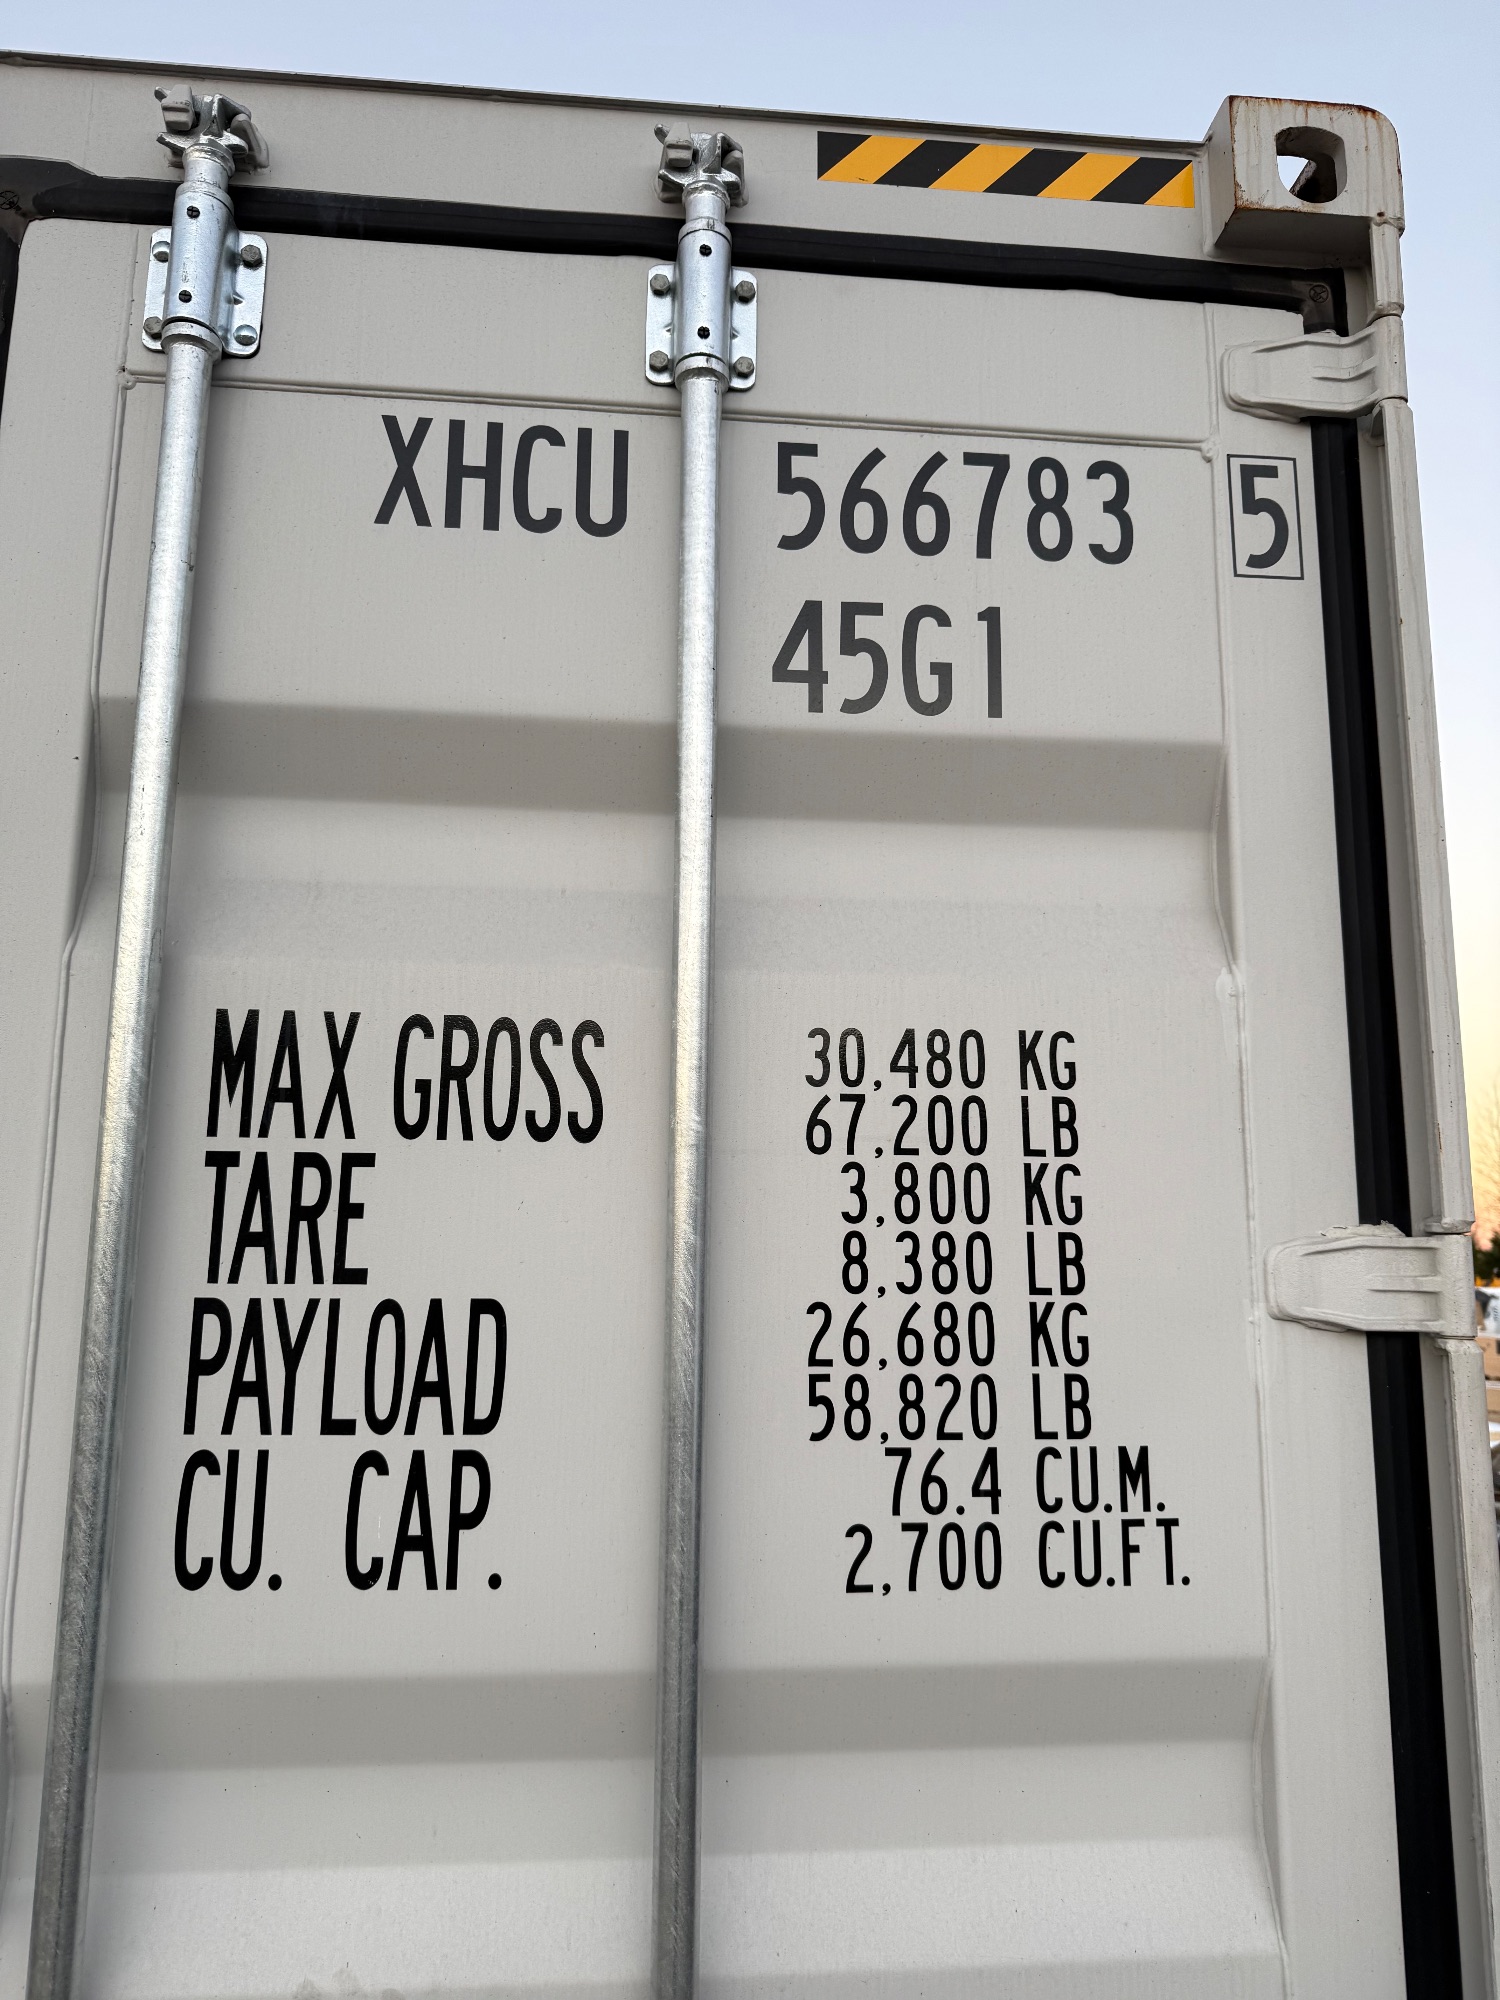 XHCU 566783 5
45G1
MAX GROSS 30,480 KG
67,200 LB
TARE 3,800 KG
8,380 LB
PAYLOAD 26,680 KG
58,820 LB
CU. CAP. 76.4 CU.M.
2,700 CU.FT.